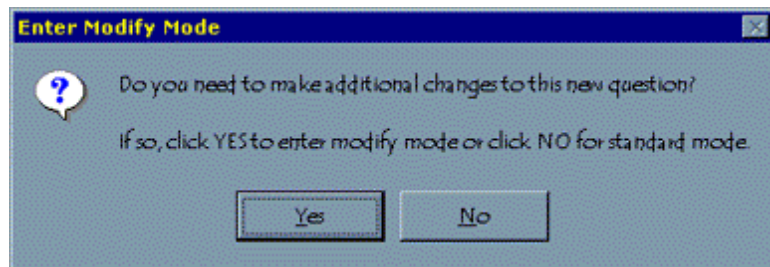 Enter Modify Mode
Do you need to make additional changes to this new question?
If so, click YES to enter modify mode or click NO for standard mode.
Yes
No